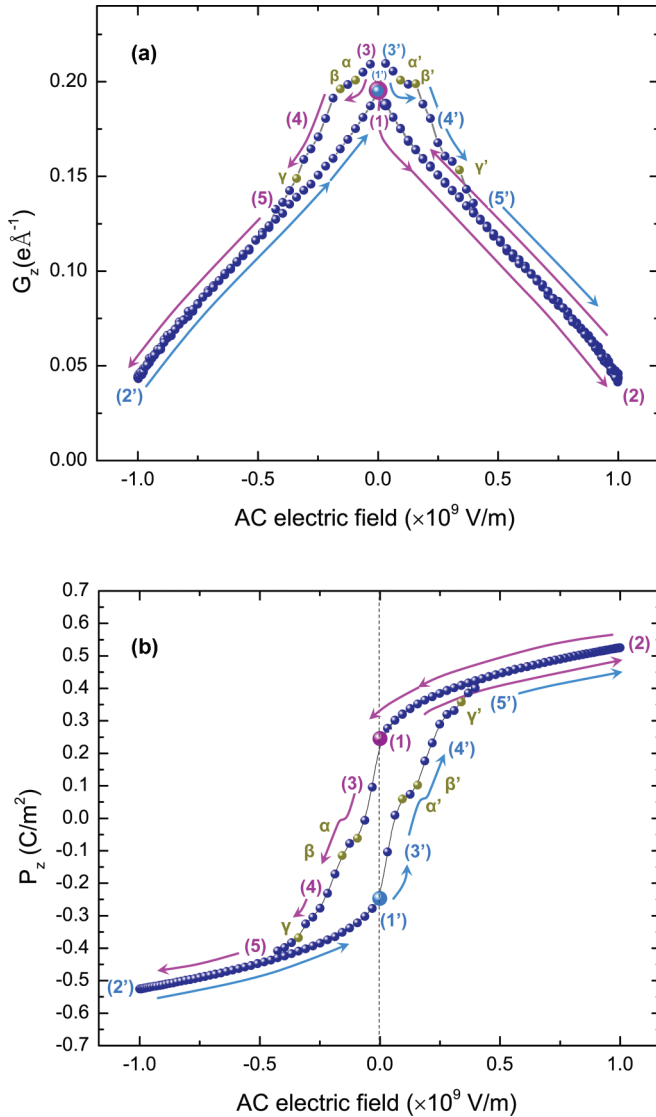 (a)
0.20
0.15
0.10
0.05
0.00
G_z(eÅ⁻¹)
(3) (3')
α α'
β (1') β'
(4) (1) (4')
γ γ'
(5) (5')
(2') (2)
-1.0 -0.5 0.0 0.5 1.0
AC electric field (×10⁹ V/m)
(b)
0.7
0.6
0.5
0.4
0.3
0.2
0.1
0.0
-0.1
-0.2
-0.3
-0.4
-0.5
-0.6
-0.7
P_z (C/m²)
(2)
(5')
γ'
(1) (4')
(3) β'
α α'
β (3')
(4) (1')
γ
(5)
(2')
-1.0 -0.5 0.0 0.5 1.0
AC electric field (×10⁹ V/m)